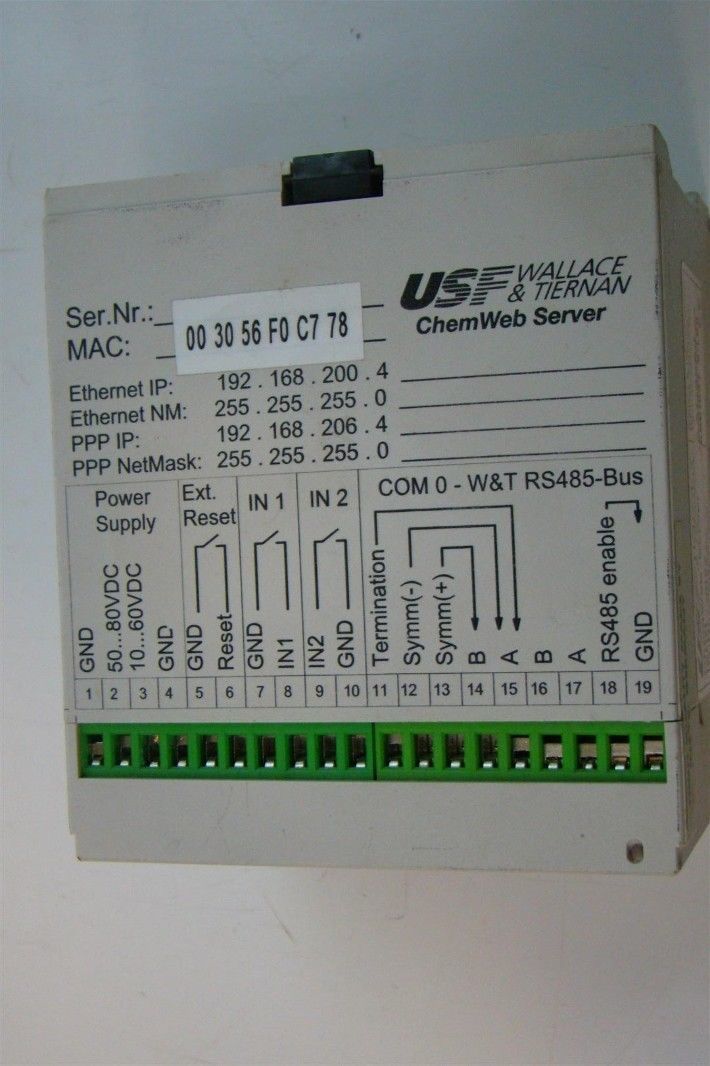 USF WALLACE
& TIERNAN
ChemWeb Server
Ser.Nr.:
MAC:
00 30 56 F0 C7 78
Ethernet IP: 192 . 168 . 200 . 4
Ethernet NM: 255 . 255 . 255 . 0
PPP IP: 192 . 168 . 206 . 4
PPP NetMask: 255 . 255 . 255 . 0
Power
Supply
Ext.
Reset
IN 1
IN 2
COM 0 - W&T RS485-Bus
GND
50...80VDC
10...60VDC
GND
GND
Reset
GND
IN1
IN2
GND
Termination
Symm(-)
Symm(+)
B
A
B
A
RS485 enable
GND
1 2 3 4 5 6 7 8 9 10 11 12 13 14 15 16 17 18 19